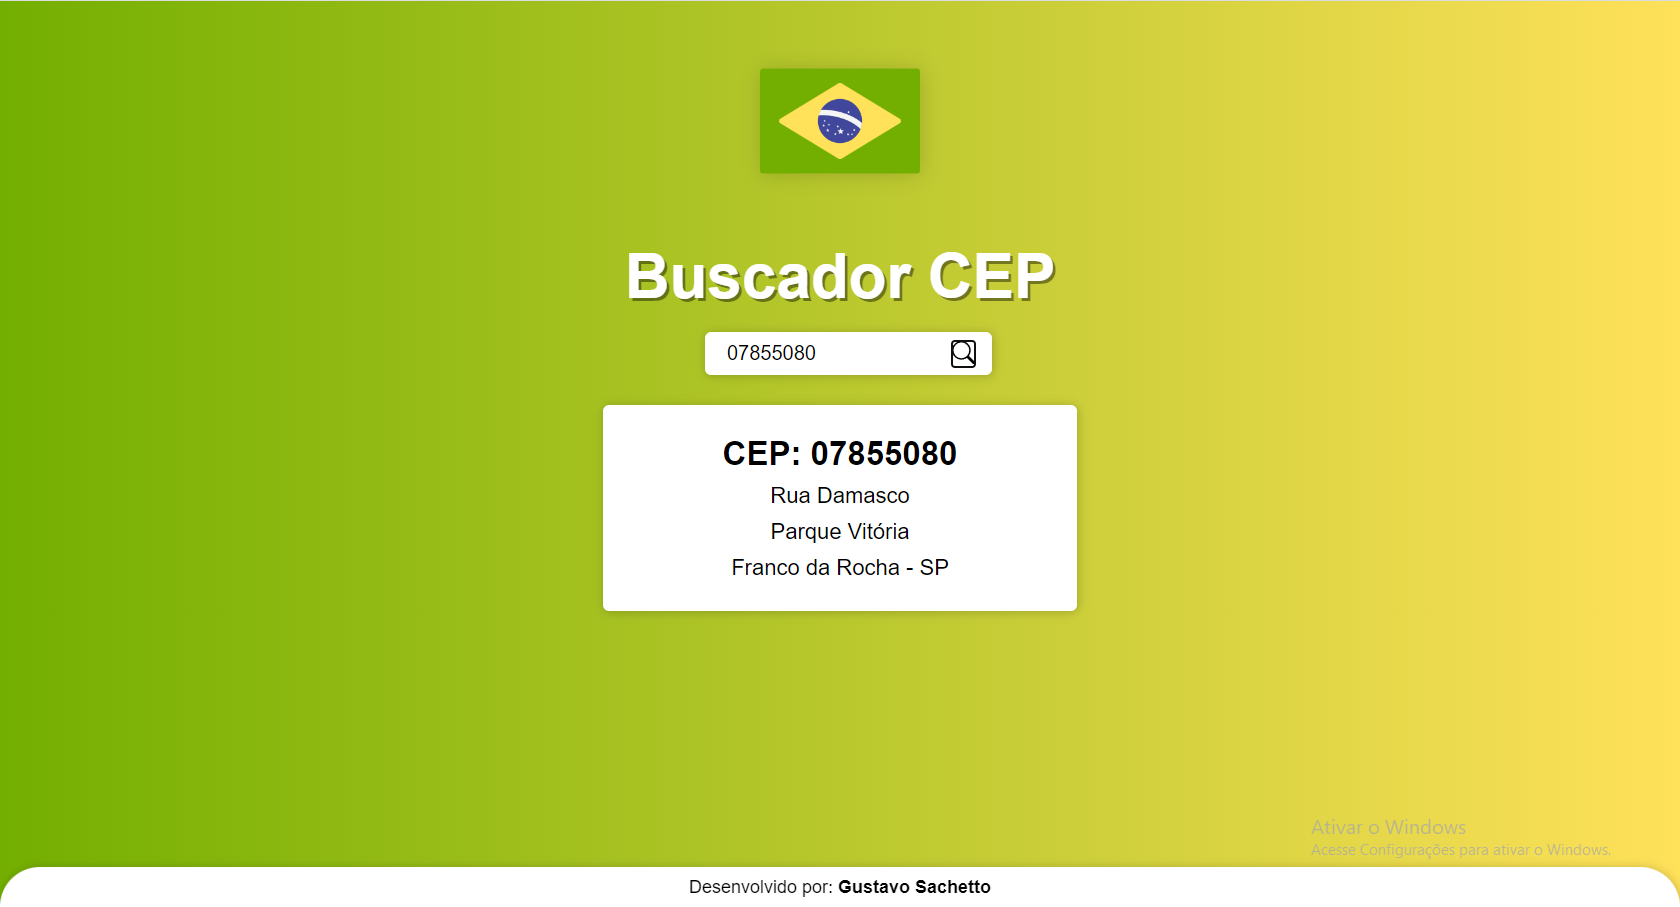 Buscador CEP
07855080
CEP: 07855080
Rua Damasco
Parque Vitória
Franco da Rocha - SP
Ativar o Windows
Acesse Configurações para ativar o Windows.
Desenvolvido por: Gustavo Sachetto